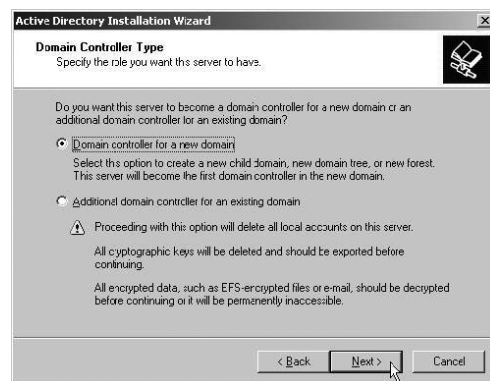 Active Directory Installation Wizard
Domain Controller Type
Specify the role you want this server to have.
Do you want this server to become a domain controller for a new domain or an
additional domain controller for an existing domain?
Domain controller for a new domain
Select this option to create a new child domain, new domain tree, or new forest.
This server will become the first domain controller in the new domain.
Additional domain controller for an existing domain
Proceeding with this option will delete all local accounts on this server.
All cryptographic keys will be deleted and should be exported before
continuing.
All encrypted data, such as EFS-encrypted files or e-mail, should be decrypted
before continuing or it will be permanently inaccessible.
< Back
Next >
Cancel